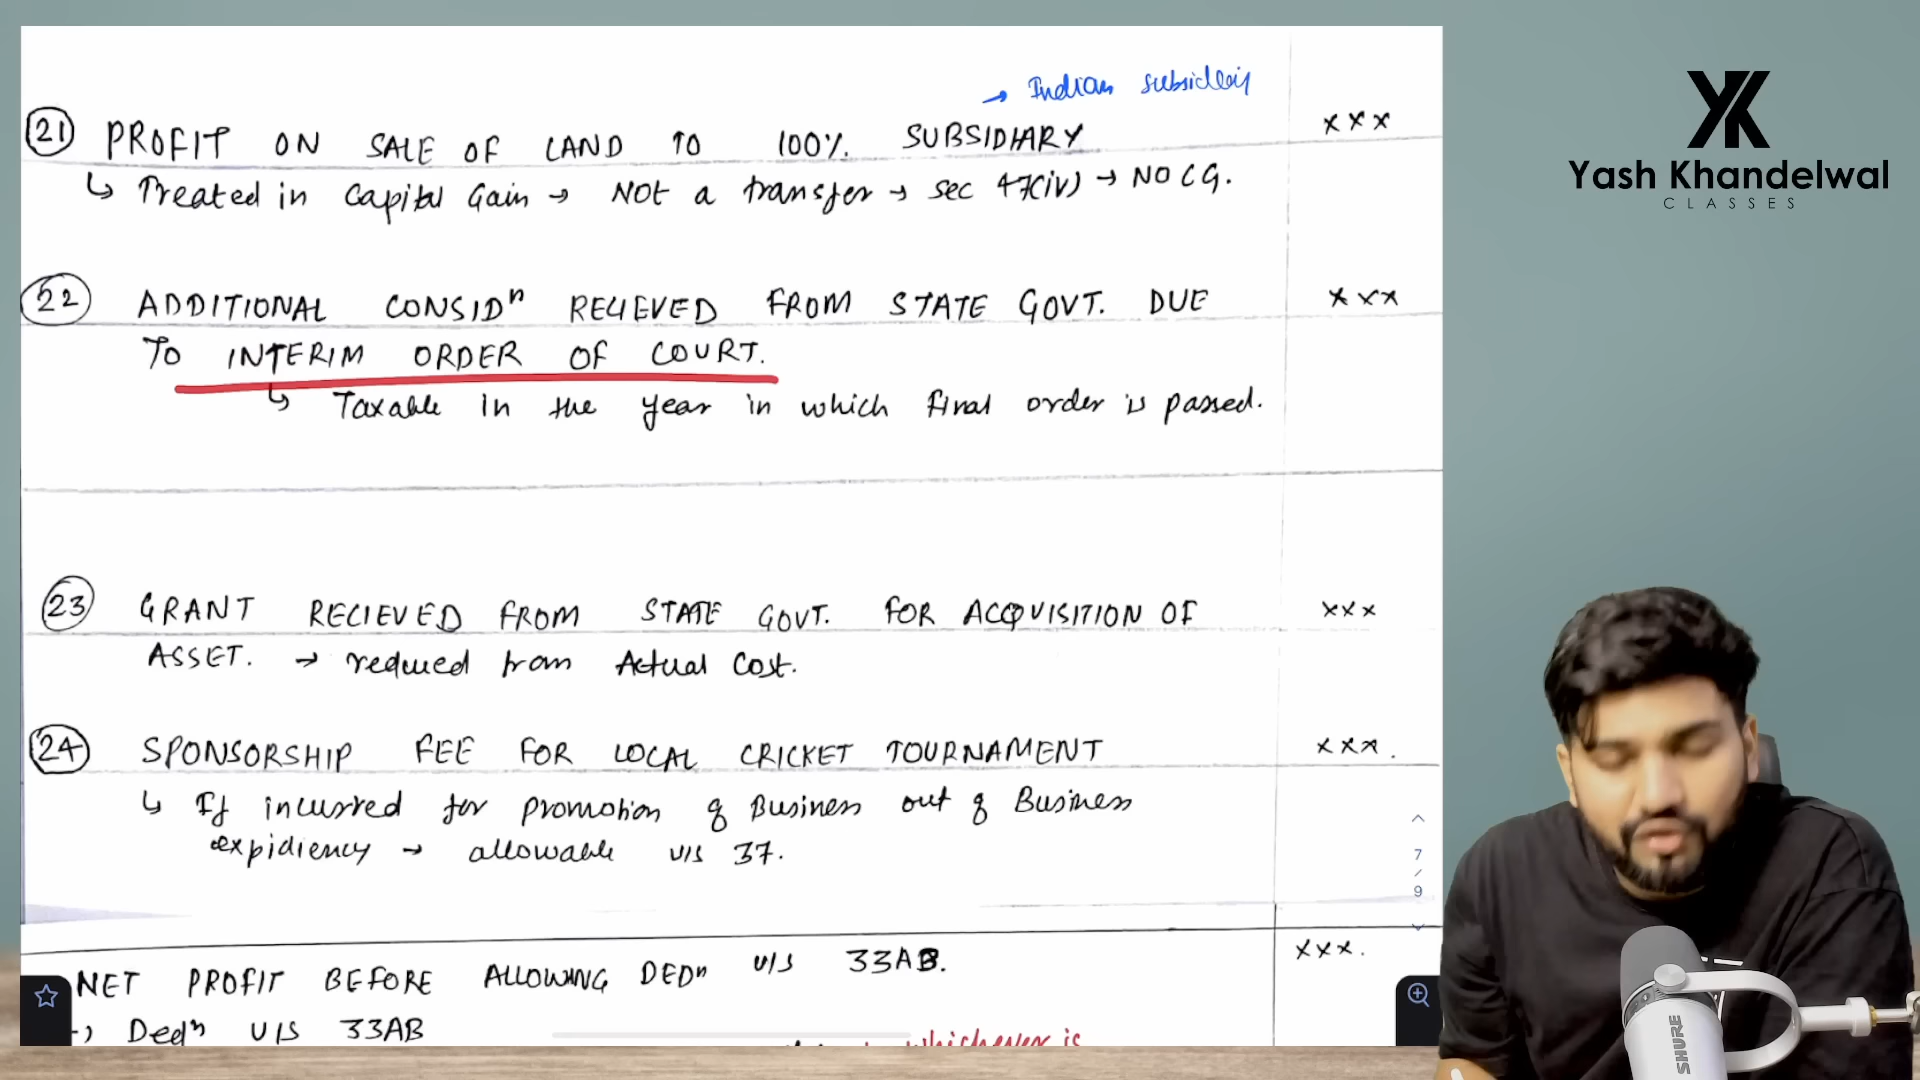 → Indian subsidiary
(21) PROFIT ON SALE OF LAND TO 100% SUBSIDIARY xxx
↳ Treated in Capital Gain → NOT a transfer → sec 47(iv) → NO CG.
(22) ADDITIONAL CONSIDⁿ RECIEVED FROM STATE GOVT. DUE xxx
TO INTERIM ORDER OF COURT.
↳ Taxable in the year in which final order is passed.
(23) GRANT RECIEVED FROM STATE GOVT. FOR ACQUISITION OF xxx
ASSET. → reduced from Actual Cost.
(24) SPONSORSHIP FEE FOR LOCAL CRICKET TOURNAMENT xxx.
↳ If incurred for promotion of Business out of Business
expidiency → allowable u/s 37.
NET PROFIT BEFORE ALLOWING DEDⁿ U/S 33AB. xxx.
Dedⁿ U/S 33AB
whichever is
7
/
9
YK
Yash Khandelwal
CLASSES
SHURE